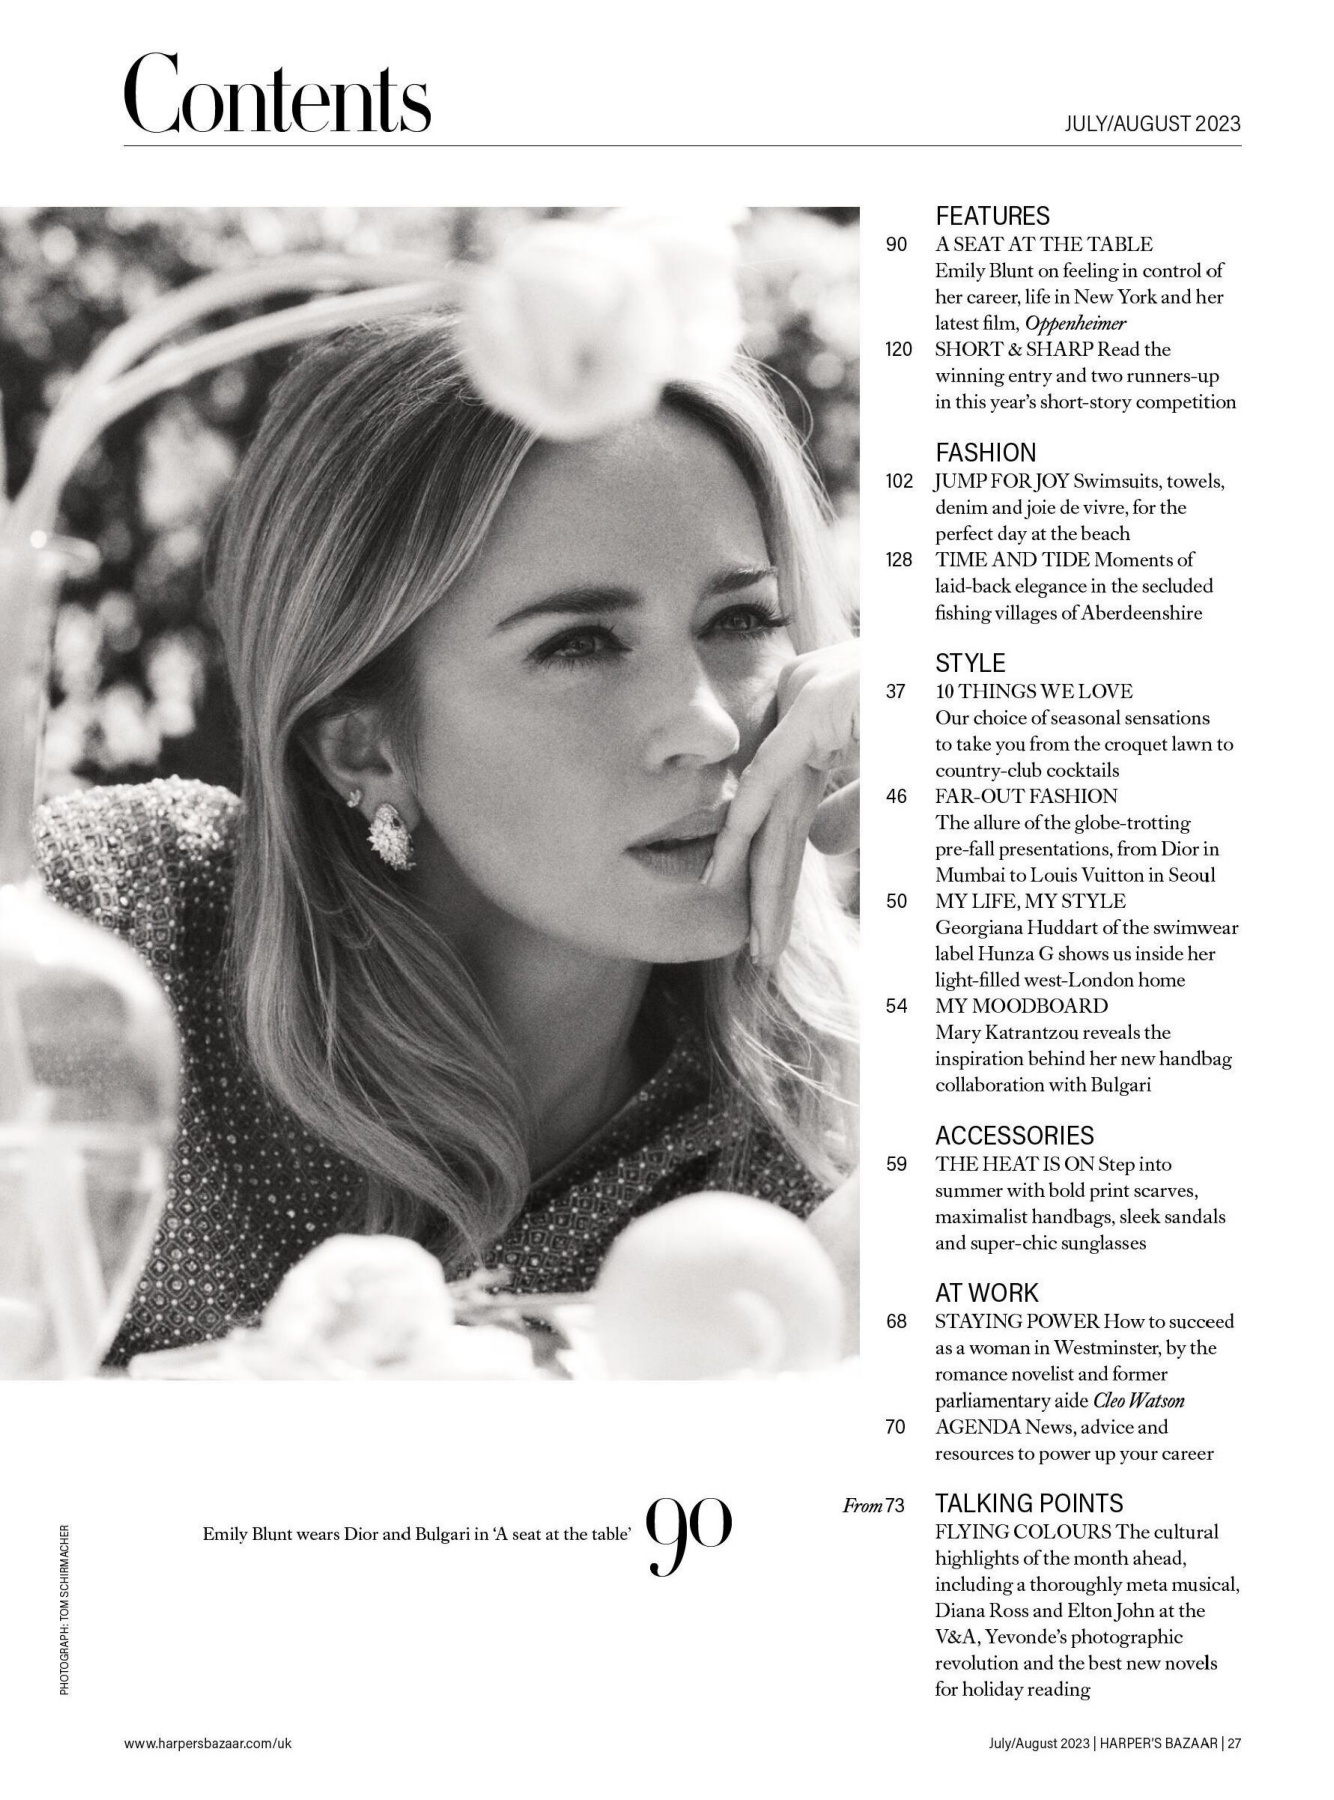 Contents
JULY/AUGUST 2023
FEATURES
90 A SEAT AT THE TABLE
Emily Blunt on feeling in control of
her career, life in New York and her
latest film, Oppenheimer
120 SHORT & SHARP Read the
winning entry and two runners-up
in this year's short-story competition
FASHION
102 JUMP FOR JOY Swimsuits, towels,
denim and joie de vivre, for the
perfect day at the beach
128 TIME AND TIDE Moments of
laid-back elegance in the secluded
fishing villages of Aberdeenshire
STYLE
37 10 THINGS WE LOVE
Our choice of seasonal sensations
to take you from the croquet lawn to
country-club cocktails
46 FAR-OUT FASHION
The allure of the globe-trotting
pre-fall presentations, from Dior in
Mumbai to Louis Vuitton in Seoul
50 MY LIFE, MY STYLE
Georgiana Huddart of the swimwear
label Hunza G shows us inside her
light-filled west-London home
54 MY MOODBOARD
Mary Katrantzou reveals the
inspiration behind her new handbag
collaboration with Bulgari
ACCESSORIES
59 THE HEAT IS ON Step into
summer with bold print scarves,
maximalist handbags, sleek sandals
and super-chic sunglasses
AT WORK
68 STAYING POWER How to succeed
as a woman in Westminster, by the
romance novelist and former
parliamentary aide Cleo Watson
70 AGENDA News, advice and
resources to power up your career
From 73 TALKING POINTS
FLYING COLOURS The cultural
highlights of the month ahead,
including a thoroughly meta musical,
Diana Ross and Elton John at the
V&A, Yevonde's photographic
revolution and the best new novels
for holiday reading
Emily Blunt wears Dior and Bulgari in 'A seat at the table' 90
PHOTOGRAPH: TOM SCHIRMACHER
www.harpersbazaar.com/uk
July/August 2023 | HARPER'S BAZAAR | 27